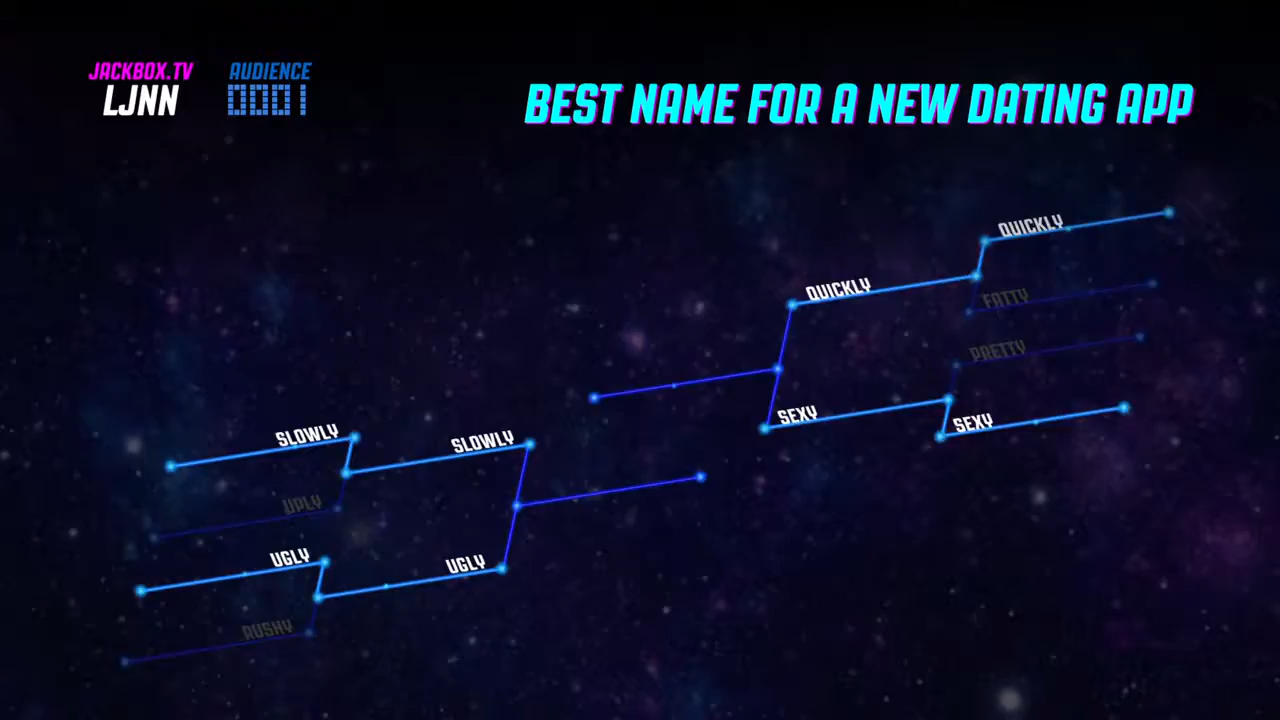 JACKBOX.TV
LJNN
AUDIENCE
0001
BEST NAME FOR A NEW DATING APP
SLOWLY
UPLY
UGLY
RUSHY
SLOWLY
UGLY
QUICKLY
SEXY
QUICKLY
FATTY
PRETTY
SEXY